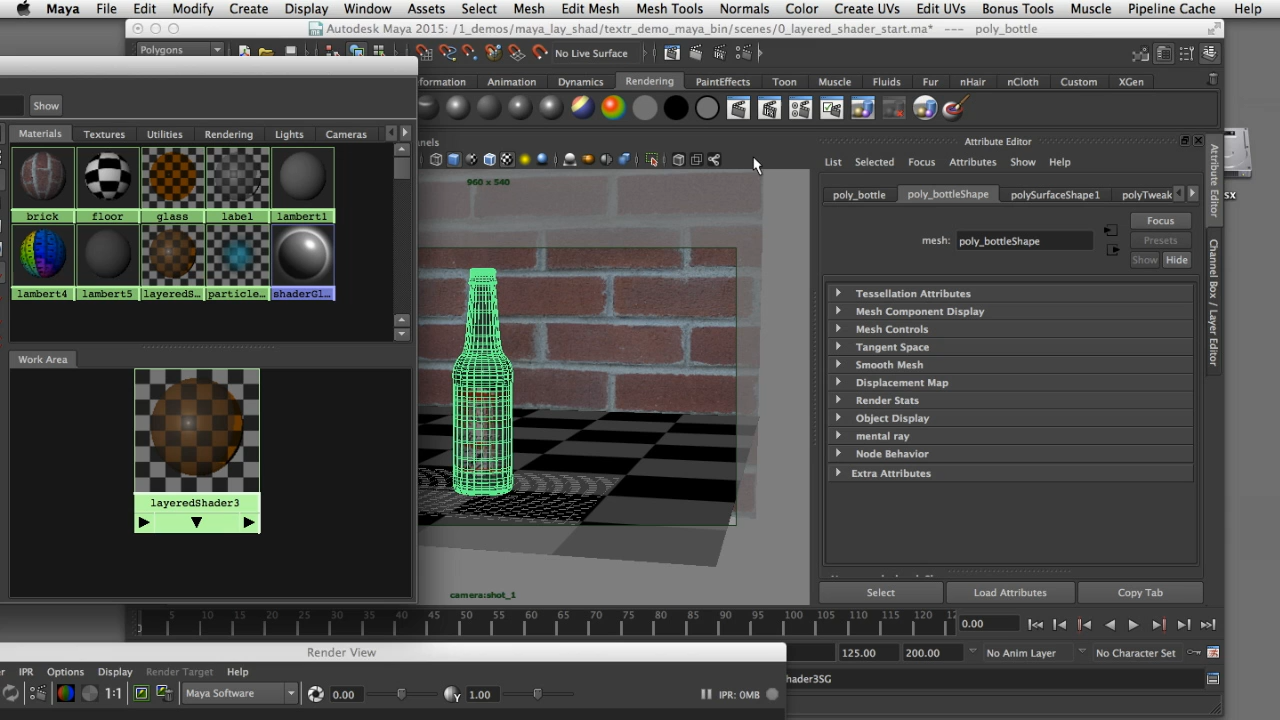 Maya File Edit Modify Create Display Window Assets Select Mesh Edit Mesh Mesh Tools Normals Color Create UVs Edit UVs Bonus Tools Muscle Pipeline Cache Help
Autodesk Maya 2015: /1_demos/maya_lay_shad/textr_demo_maya_bin/scenes/0_layered_shader_start.ma* --- poly_bottle
Polygons No Live Surface
Animation Dynamics Rendering PaintEffects Toon Muscle Fluids Fur nHair nCloth Custom XGen
Show
Materials Textures Utilities Rendering Lights Cameras
brick floor glass label lambert1
lambert4 lambert5 layeredS... particle... shaderGl...
Work Area
layeredShader3
960 x 540
camera:shot_1
Attribute Editor
List Selected Focus Attributes Show Help
poly_bottle poly_bottleShape polySurfaceShape1 polyTweak
Focus
mesh: poly_bottleShape
Presets
Show Hide
Tessellation Attributes
Mesh Component Display
Mesh Controls
Tangent Space
Smooth Mesh
Displacement Map
Render Stats
Object Display
mental ray
Node Behavior
Extra Attributes
Select Load Attributes Copy Tab
Attribute Editor
Channel Box / Layer Editor
5 10 15 20 25 30 35 40 45 50 55 60 65 70 75 80 85 90 95 100 105 110 115 12
0.00
125.00 200.00 No Anim Layer No Character Set
Render View
IPR Options Display Render Target Help
1:1 Maya Software 0.00 1.00 IPR: 0MB